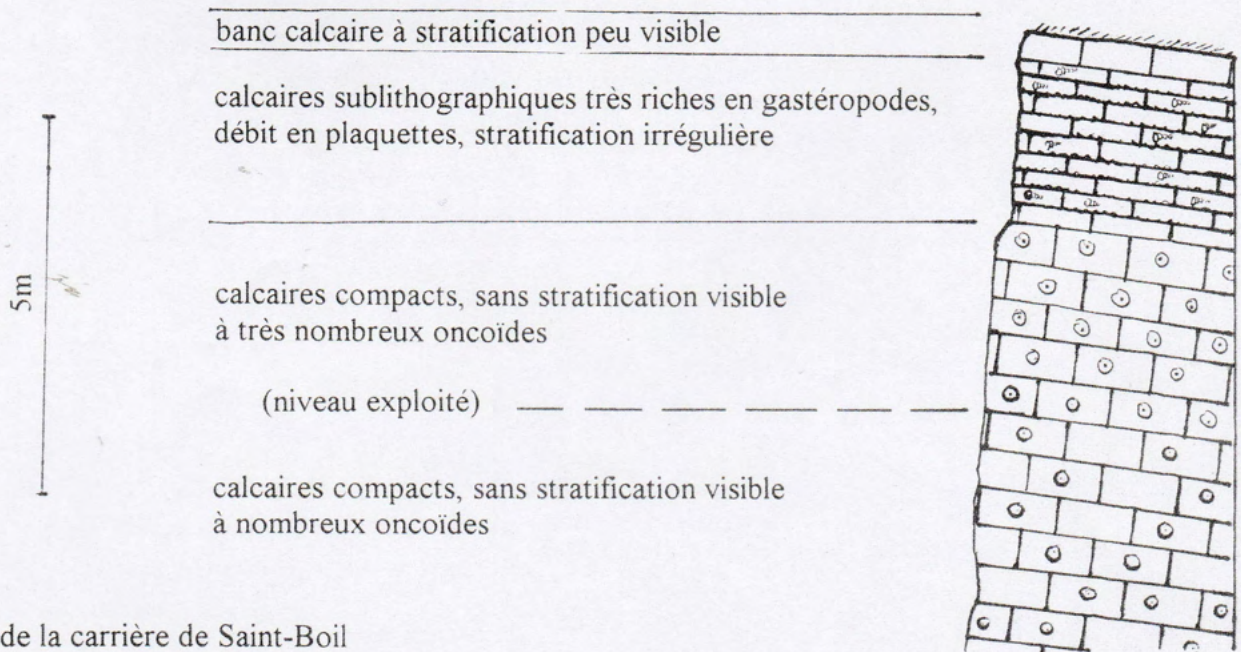 banc calcaire à stratification peu visible
calcaires sublithographiques très riches en gastéropodes,
débit en plaquettes, stratification irrégulière
5m
calcaires compacts, sans stratification visible
à très nombreux oncoïdes
(niveau exploité)
calcaires compacts, sans stratification visible
à nombreux oncoïdes
de la carrière de Saint-Boil